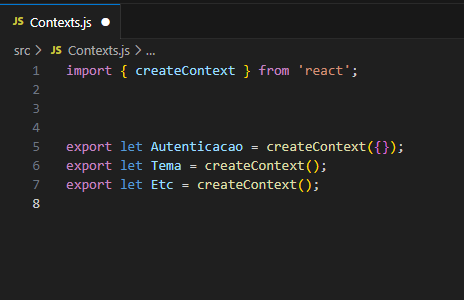 JS Contexts.js ●
src > JS Contexts.js > ...
1 import { createContext } from 'react';
2
3
4
5 export let Autenticacao = createContext({});
6 export let Tema = createContext();
7 export let Etc = createContext();
8